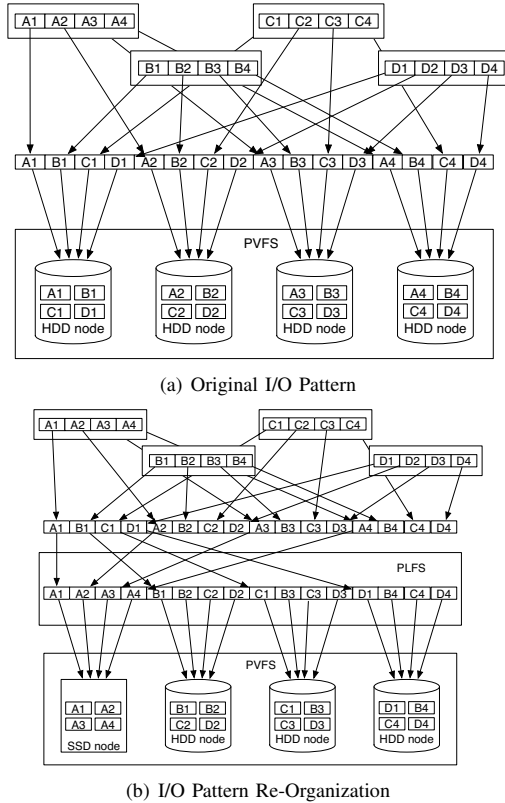 A1 A2 A3 A4
C1 C2 C3 C4
B1 B2 B3 B4
D1 D2 D3 D4
A1 B1 C1 D1 A2 B2 C2 D2 A3 B3 C3 D3 A4 B4 C4 D4
PVFS
A1 B1
C1 D1
HDD node
A2 B2
C2 D2
HDD node
A3 B3
C3 D3
HDD node
A4 B4
C4 D4
HDD node
(a) Original I/O Pattern
A1 A2 A3 A4
C1 C2 C3 C4
B1 B2 B3 B4
D1 D2 D3 D4
A1 B1 C1 D1 A2 B2 C2 D2 A3 B3 C3 D3 A4 B4 C4 D4
PLFS
A1 A2 A3 A4 B1 B2 C2 D2 C1 B3 C3 D3 D1 B4 C4 D4
PVFS
A1 A2
A3 A4
SSD node
B1 B2
C2 D2
HDD node
C1 B3
C3 D3
HDD node
D1 B4
C4 D4
HDD node
(b) I/O Pattern Re-Organization